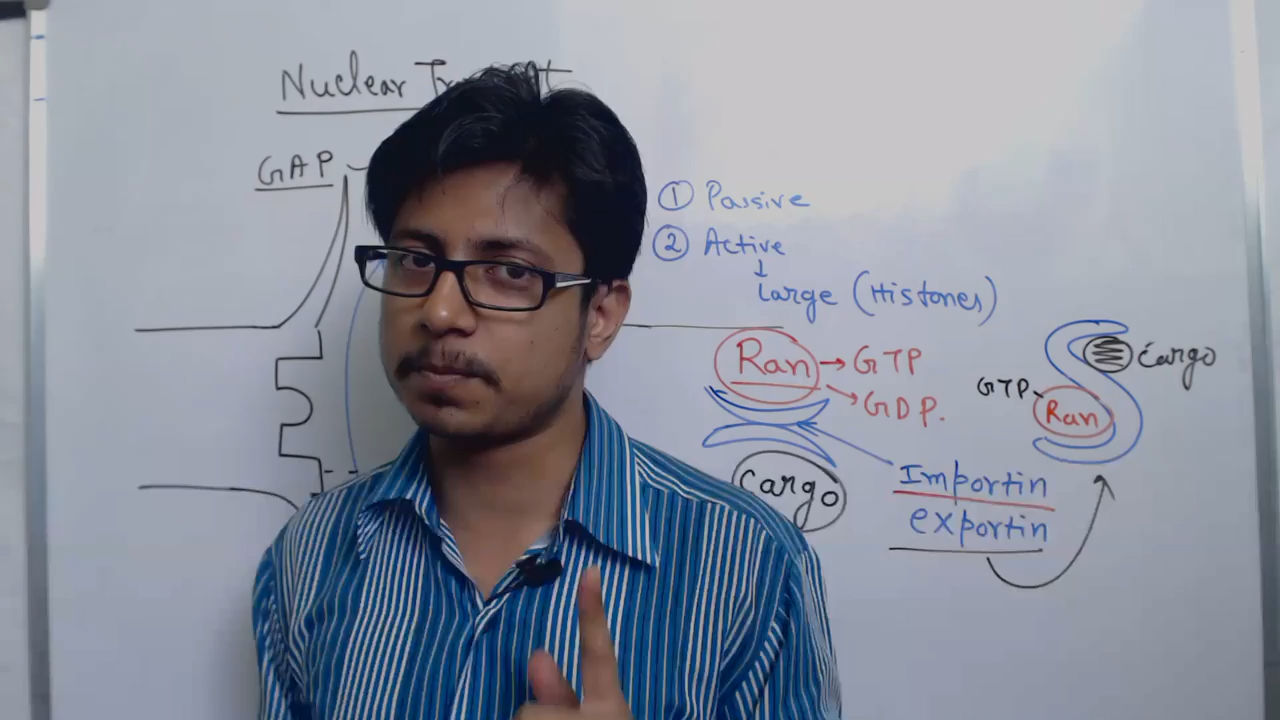 Nuclear
GAP
① Passive
② Active
Large (Histones)
Ran
GTP
GDP.
Cargo
Importin
exportin
GTP
Ran
Cargo